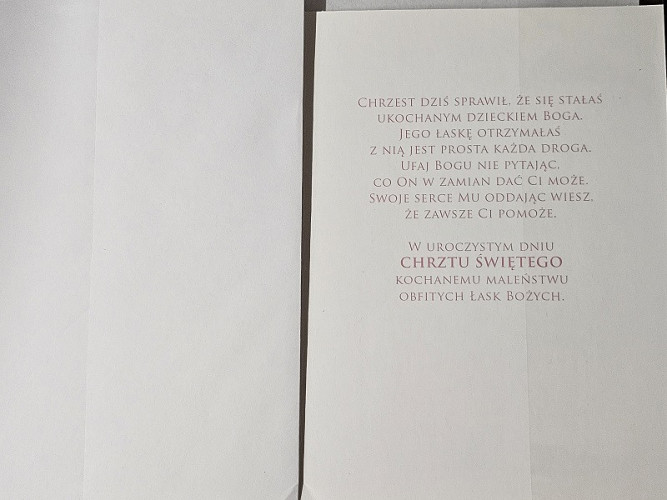 Chrzest dziś sprawił, że się stałaś
ukochanym dzieckiem Boga.
Jego łaskę otrzymałaś
z nią jest prosta każda droga.
Ufaj Bogu nie pytając,
co On w zamian dać Ci może.
Swoje serce Mu oddając wiesz,
że zawsze Ci pomoże.
W uroczystym dniu
CHRZTU ŚWIĘTEGO
kochanemu maleństwu
obfitych Łask Bożych.